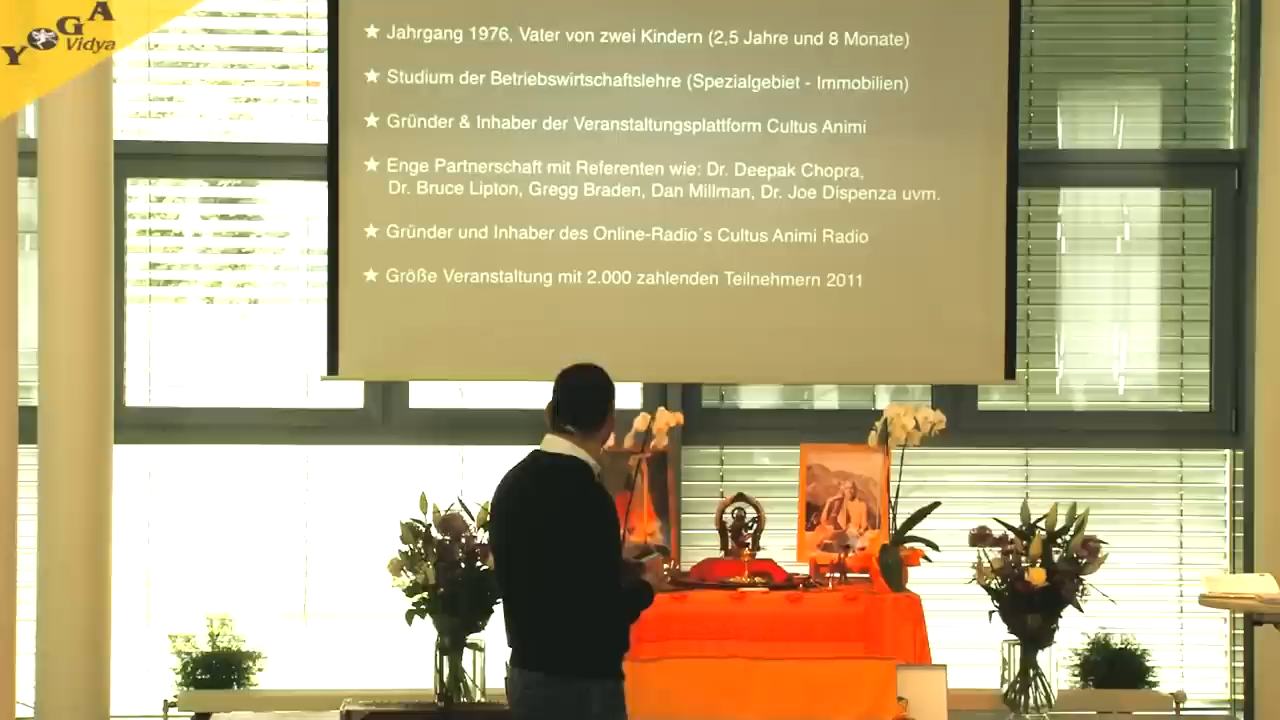 YOGA
Vidya
★ Jahrgang 1976, Vater von zwei Kindern (2,5 Jahre und 8 Monate)
★ Studium der Betriebswirtschaftslehre (Spezialgebiet - Immobilien)
★ Gründer & Inhaber der Veranstaltungsplattform Cultus Animi
★ Enge Partnerschaft mit Referenten wie: Dr. Deepak Chopra,
Dr. Bruce Lipton, Gregg Braden, Dan Millman, Dr. Joe Dispenza uvm.
★ Gründer und Inhaber des Online-Radio´s Cultus Animi Radio
★ Größe Veranstaltung mit 2.000 zahlenden Teilnehmern 2011